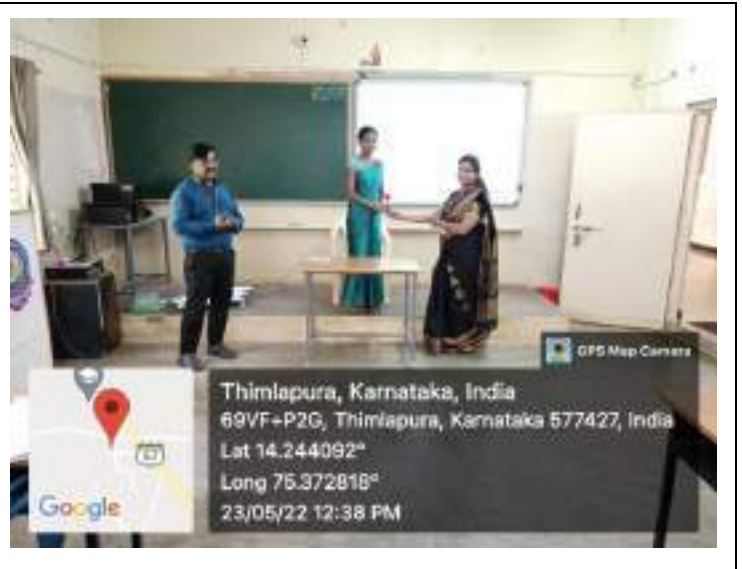 GPS Map Camera
Thimlapura, Karnataka, India
69VF+P2G, Thimlapura, Karnataka 577427, India
Lat 14.244092°
Long 75.372818°
23/05/22 12:38 PM
Google